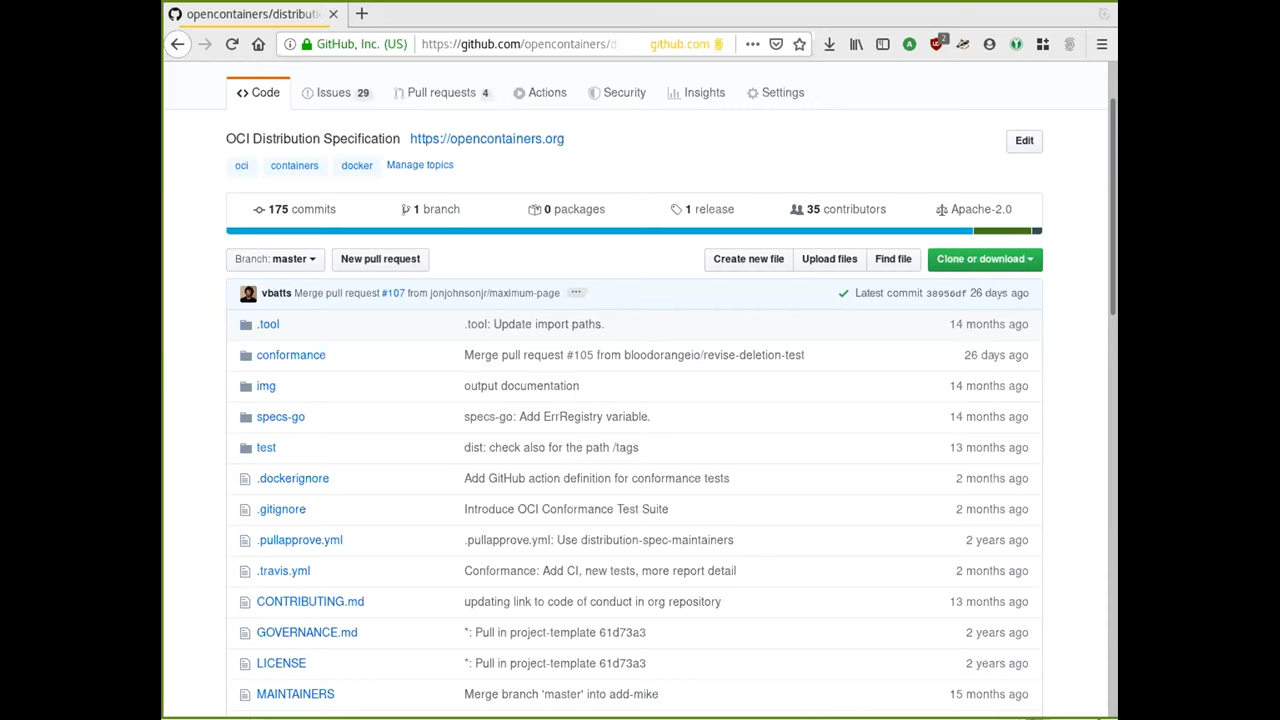 opencontainers/distributi
GitHub, Inc. (US) https://github.com/opencontainers/d github.com 2
Code Issues 29 Pull requests 4 Actions Security Insights Settings
OCI Distribution Specification https://opencontainers.org Edit
oci containers docker Manage topics
175 commits 1 branch 0 packages 1 release 35 contributors Apache-2.0
Branch: master New pull request Create new file Upload files Find file Clone or download
vbatts Merge pull request #107 from jonjohnsonjr/maximum-page ··· Latest commit 38956df 26 days ago
.tool .tool: Update import paths. 14 months ago
conformance Merge pull request #105 from bloodorangeio/revise-deletion-test 26 days ago
img output documentation 14 months ago
specs-go specs-go: Add ErrRegistry variable. 14 months ago
test dist: check also for the path /tags 13 months ago
.dockerignore Add GitHub action definition for conformance tests 2 months ago
.gitignore Introduce OCI Conformance Test Suite 2 months ago
.pullapprove.yml .pullapprove.yml: Use distribution-spec-maintainers 2 years ago
.travis.yml Conformance: Add CI, new tests, more report detail 2 months ago
CONTRIBUTING.md updating link to code of conduct in org repository 13 months ago
GOVERNANCE.md *: Pull in project-template 61d73a3 2 years ago
LICENSE *: Pull in project-template 61d73a3 2 years ago
MAINTAINERS Merge branch 'master' into add-mike 15 months ago